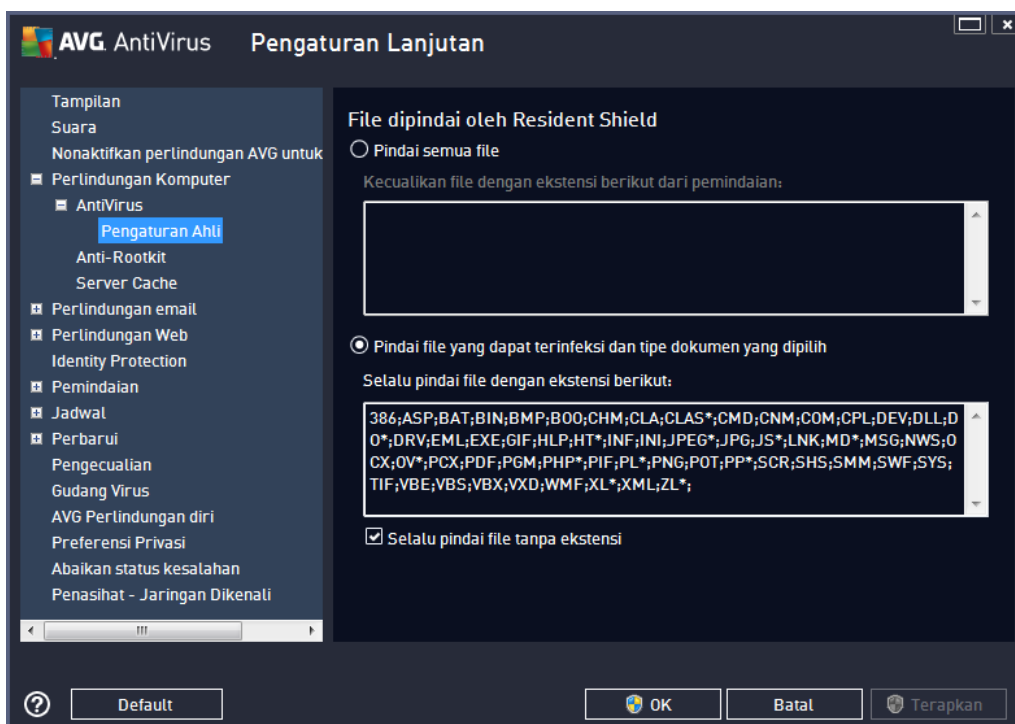 AVG. AntiVirus Pengaturan Lanjutan
Tampilan
Suara
Nonaktifkan perlindungan AVG untuk
Perlindungan Komputer
AntiVirus
Pengaturan Ahli
Anti-Rootkit
Server Cache
Perlindungan email
Perlindungan Web
Identity Protection
Pemindaian
Jadwal
Perbarui
Pengecualian
Gudang Virus
AVG Perlindungan diri
Preferensi Privasi
Abaikan status kesalahan
Penasihat - Jaringan Dikenali
File dipindai oleh Resident Shield
Pindai semua file
Kecualikan file dengan ekstensi berikut dari pemindaian:
Pindai file yang dapat terinfeksi dan tipe dokumen yang dipilih
Selalu pindai file dengan ekstensi berikut:
386;ASP;BAT;BIN;BMP;BOO;CHM;CLA;CLAS*;CMD;CNM;COM;CPL;DEV;DLL;D
O*;DRV;EML;EXE;GIF;HLP;HT*;INF;INI;JPEG*;JPG;JS*;LNK;MD*;MSG;NWS;O
CX;OV*;PCX;PDF;PGM;PHP*;PIF;PL*;PNG;POT;PP*;SCR;SHS;SMM;SWF;SYS;
TIF;VBE;VBS;VBX;VXD;WMF;XL*;XML;ZL*;
Selalu pindai file tanpa ekstensi
Default
OK
Batal
Terapkan